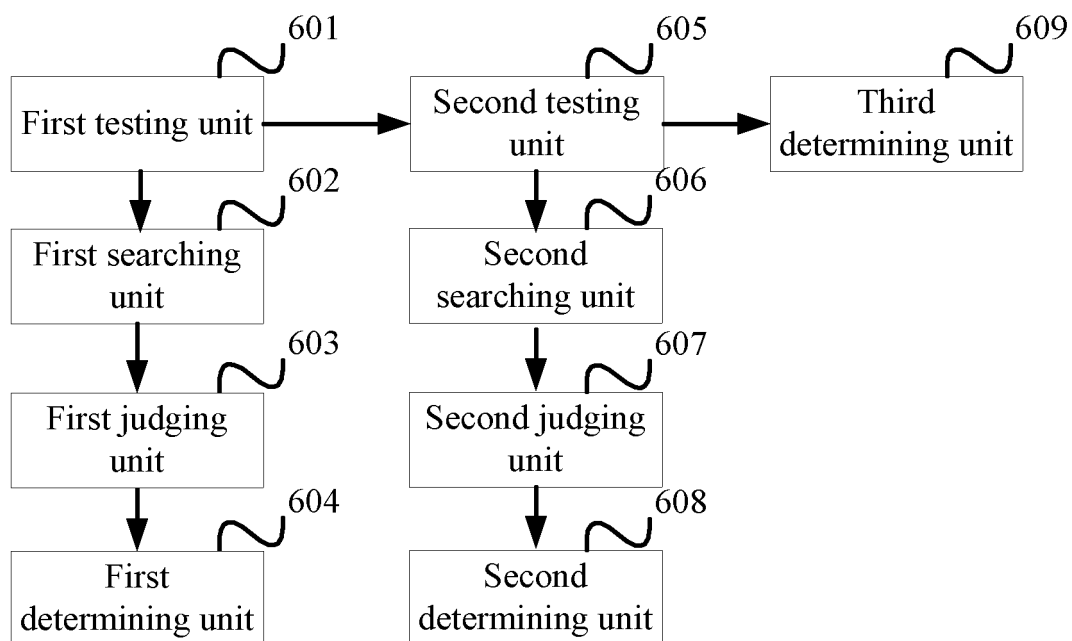 601
First testing unit
602
First searching
unit
603
First judging
unit
604
First
determining unit
605
Second testing
unit
606
Second
searching unit
607
Second judging
unit
608
Second
determining unit
609
Third
determining unit